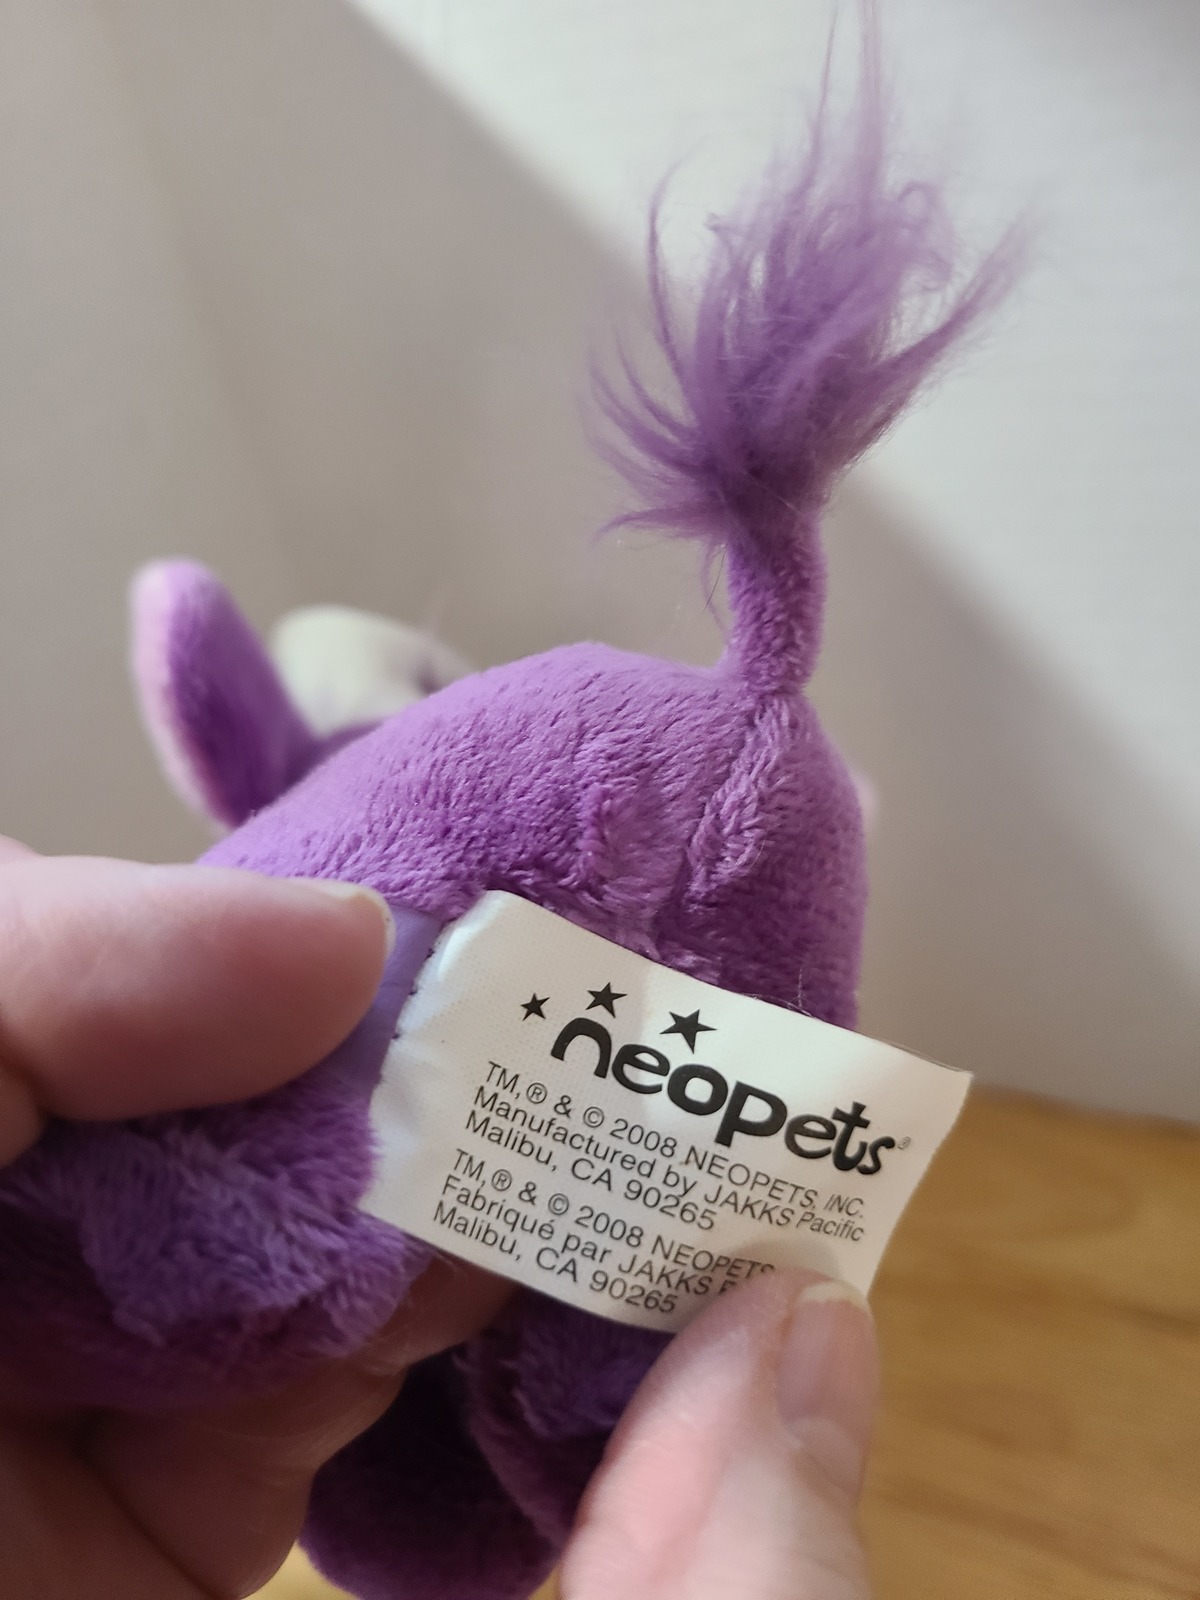 neopets®
TM, ® & © 2008 NEOPETS, INC.
Manufactured by JAKKS Pacific
Malibu, CA 90265
TM, ® & © 2008 NEOPETS
Fabriqué par JAKKS
Malibu, CA 90265